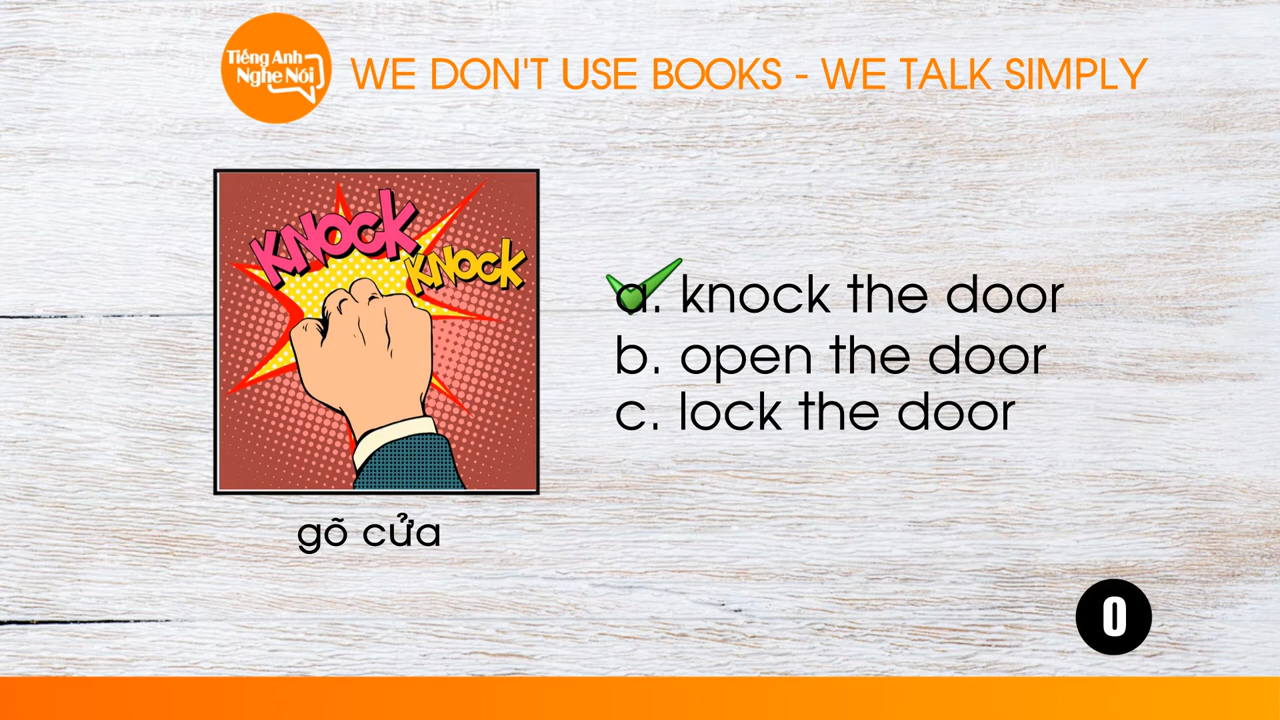 Tiếng Anh
Nghe Nói
WE DON'T USE BOOKS - WE TALK SIMPLY
KNOCK
KNOCK
gõ cửa
a. knock the door
b. open the door
c. lock the door
0